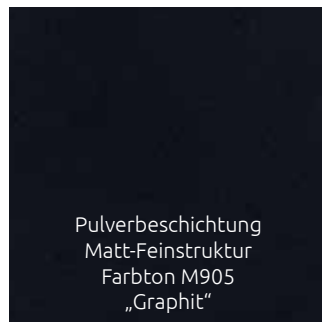 Pulverbeschichtung
Matt-Feinstruktur
Farbton M905
„Graphit“